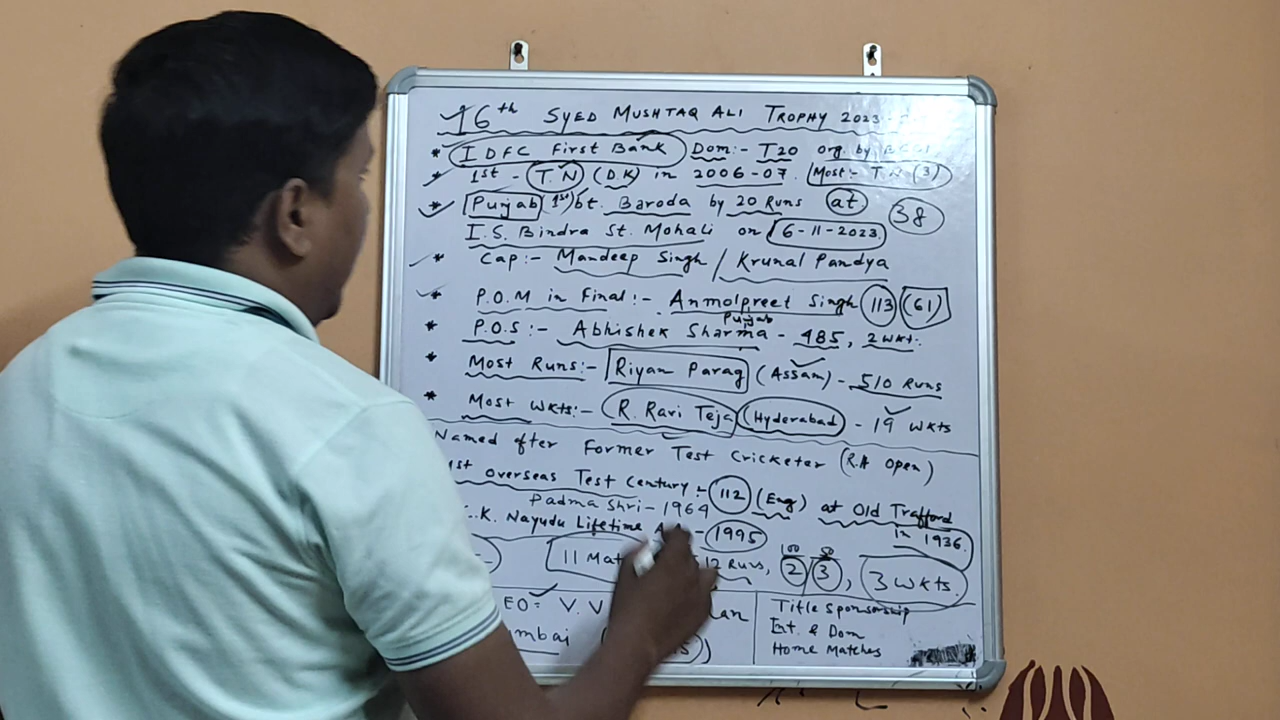 16th SYED MUSHTAQ ALI TROPHY 2023
* IDFC First Bank Dom:- T20 org. by BCCI
* 1st - T.N (D.K) in 2006-07. Most:- T.N (3)
* Punjab 1st bt. Baroda by 20 Runs at 38
I.S. Bindra St. Mohali on 6-11-2023.
* Cap:- Mandeep Singh / Krunal Pandya
* P.O.M in Final:- Anmolpreet Singh 113 (61)
Punjab
* P.O.S:- Abhishek Sharma - 485, 2 wkt.
* Most Runs:- Riyan Parag (Assam) - 510 Runs
* Most Wkts:- R. Ravi Teja (Hyderabad) - 19 wkts
Named after Former Test Cricketer (R.H Open)
1st Overseas Test Century:- 112 (Eng) at Old Trafford
in 1936.
Padma Shri - 1964
C.K. Nayudu Lifetime - 1995
11 Mat 12 Runs, 100 2 / 50 3, 3 wkts.
EO = V. V lan
mbai
Title Sponsorship
Int. & Dom
Home Matches